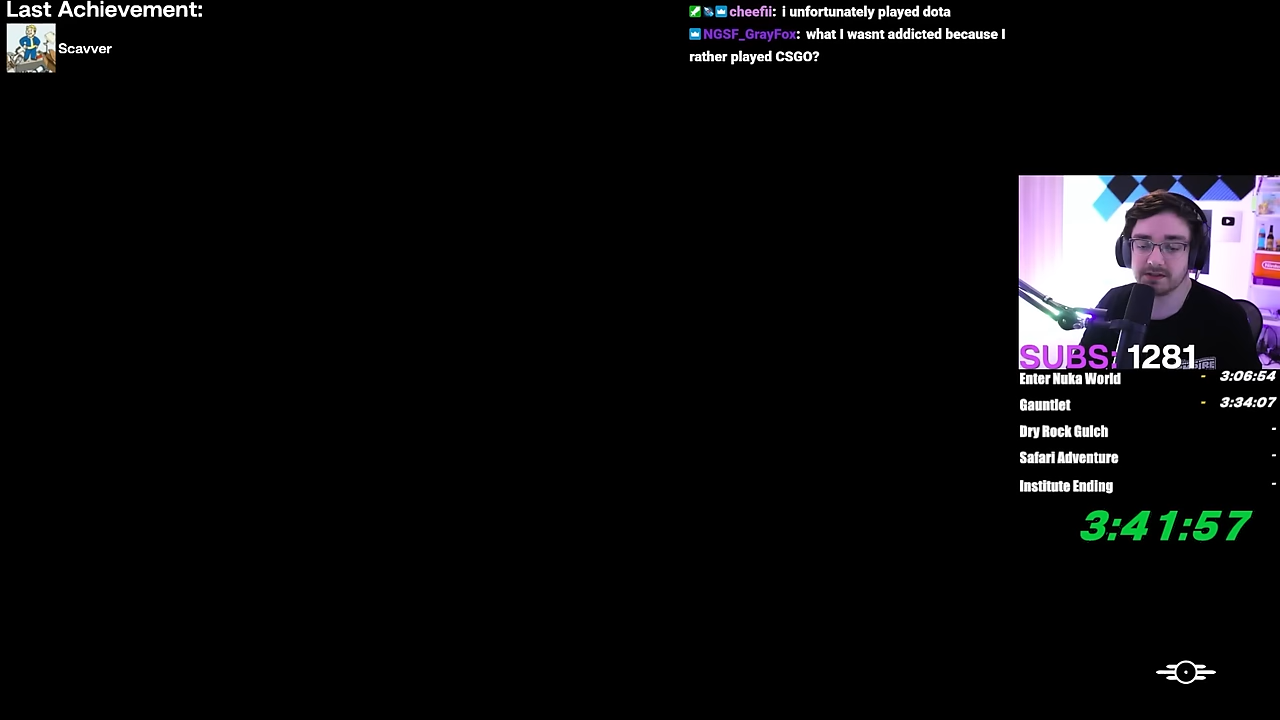 Last Achievement:
Scavver
cheefii: i unfortunately played dota
NGSF_GrayFox: what I wasnt addicted because I
rather played CSGO?
SUBS: 1281
Enter Nuka World - 3:06:54
Gauntlet - 3:34:07
Dry Rock Gulch -
Safari Adventure -
Institute Ending -
3:41:57